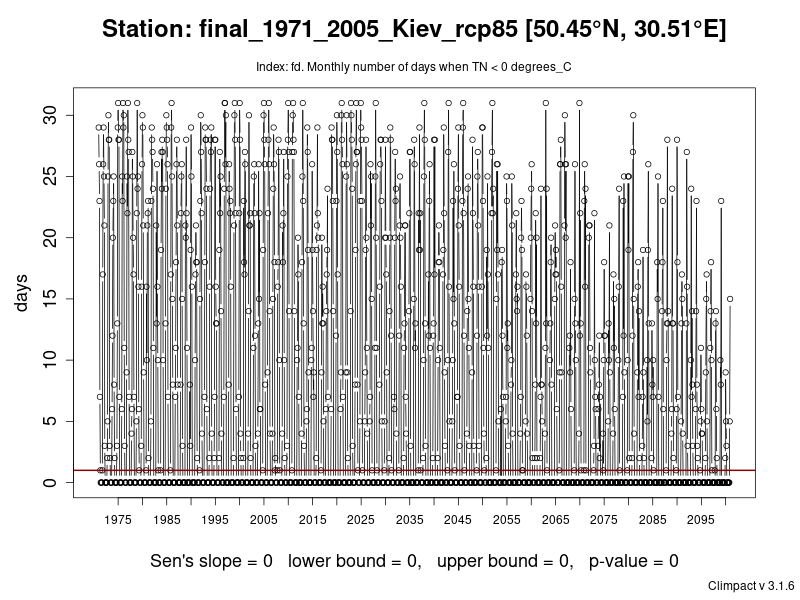 Station: final_1971_2005_Kiev_rcp85 [50.45°N, 30.51°E]
Index: fd. Monthly number of days when TN < 0 degrees_C
30
25
20
15
10
5
0
days
1975 1985 1995 2005 2015 2025 2035 2045 2055 2065 2075 2085 2095
Sen's slope = 0 lower bound = 0, upper bound = 0, p-value = 0
Climpact v 3.1.6